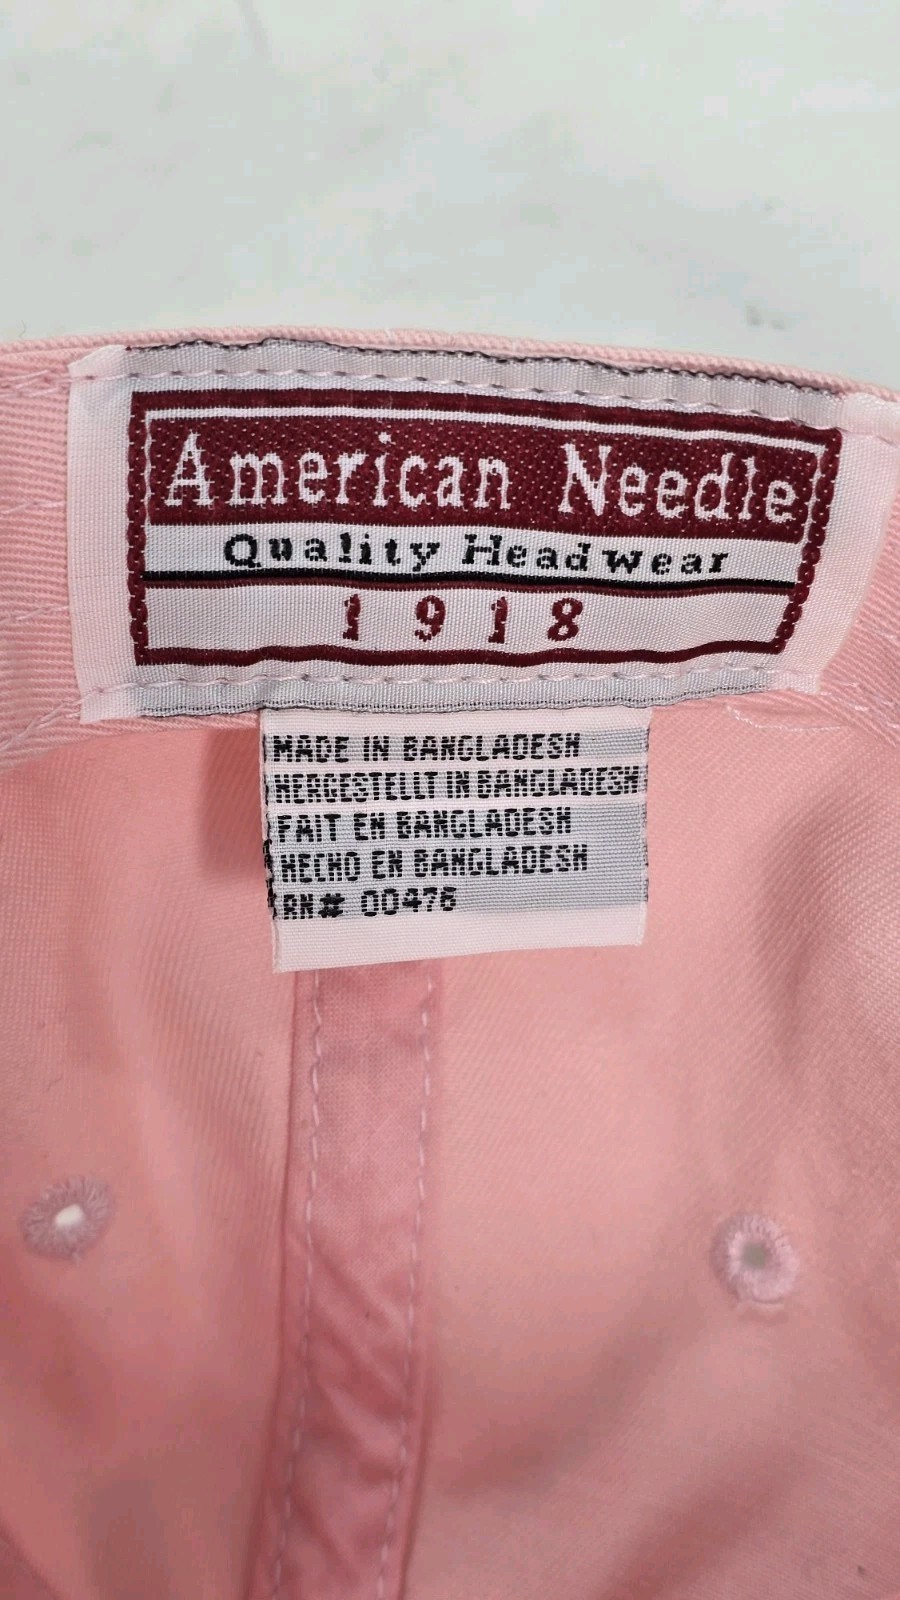 American Needle
Quality Headwear
1918
MADE IN BANGLADESH
HERGESTELLT IN BANGLADESH
FAIT EN BANGLADESH
HECHO EN BANGLADESH
RN# 00476